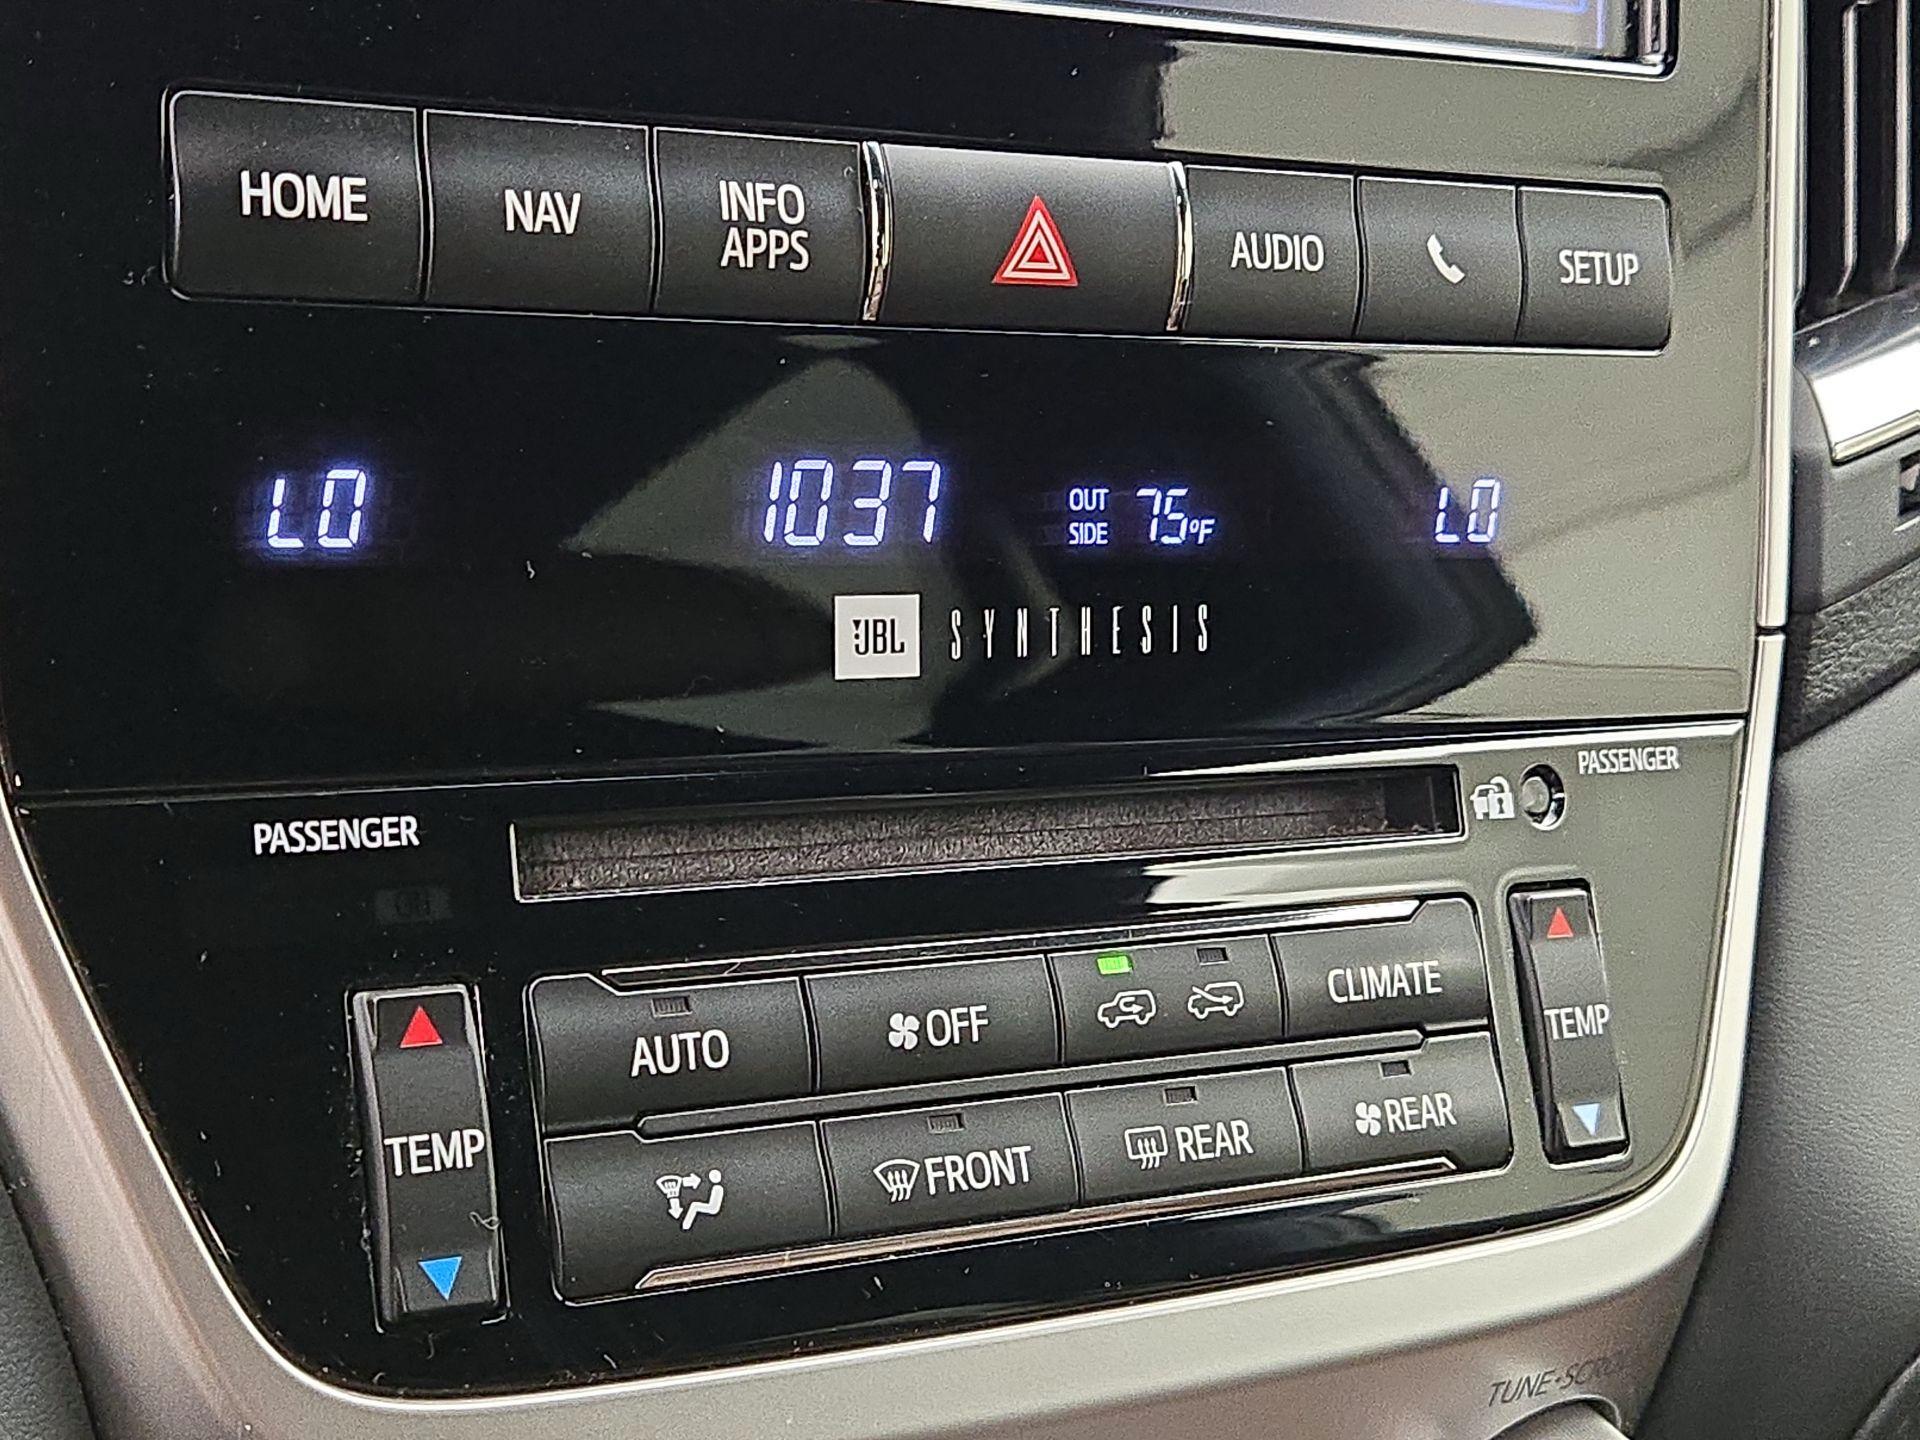 HOME
NAV
INFO
APPS
AUDIO
SETUP
LO
1037
OUT
SIDE
75°F
LO
JBL
SYNTHESIS
PASSENGER
PASSENGER
AUTO
OFF
CLIMATE
TEMP
TEMP
FRONT
REAR
REAR